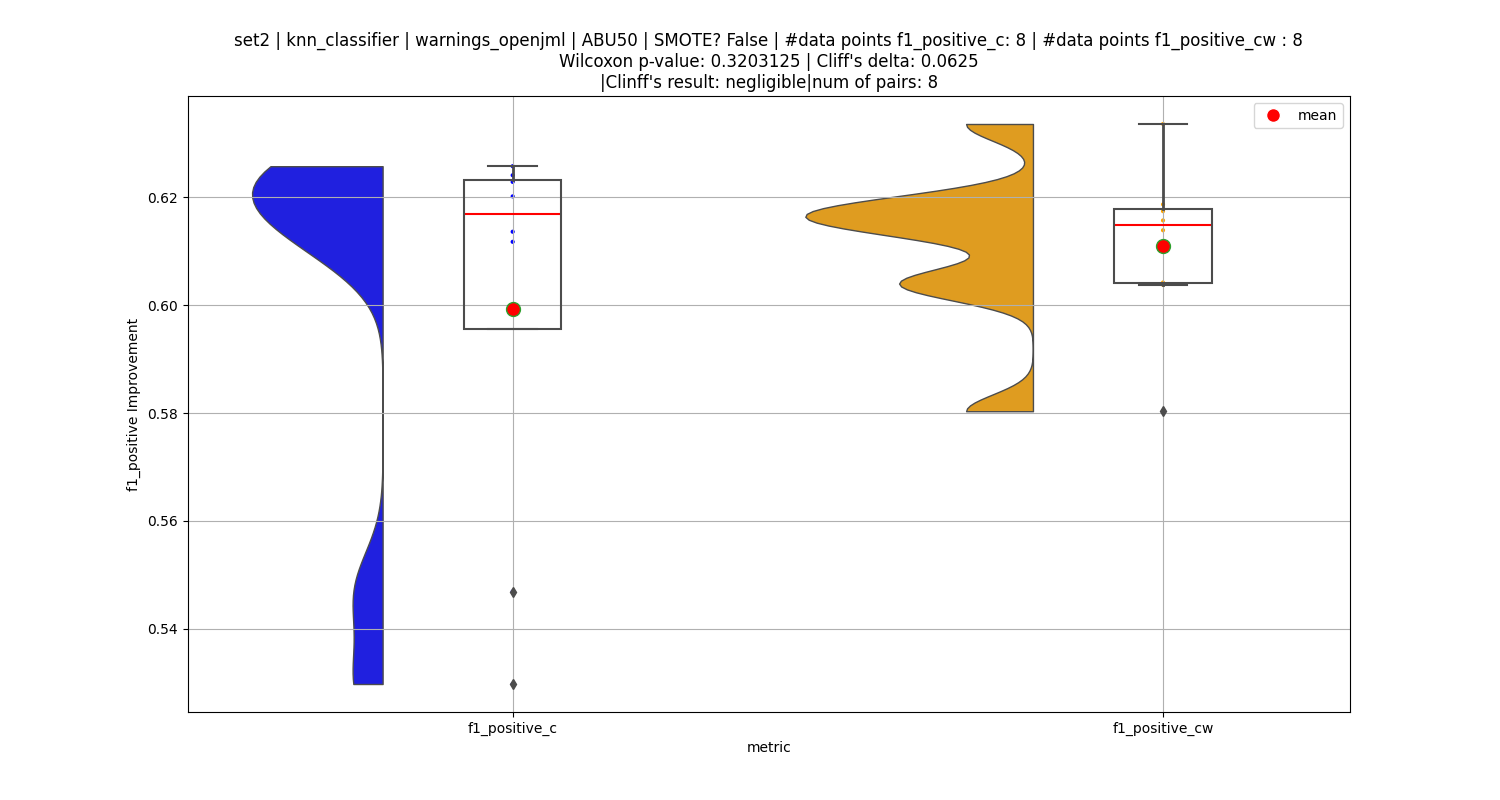 set2 | knn_classifier | warnings_openjml | ABU50 | SMOTE? False | #data points f1_positive_c: 8 | #data points f1_positive_cw : 8
Wilcoxon p-value: 0.3203125 | Cliff's delta: 0.0625
|Clinff's result: negligible|num of pairs: 8
mean
0.62
0.60
0.58
0.56
0.54
f1_positive Improvement
f1_positive_c
f1_positive_cw
metric